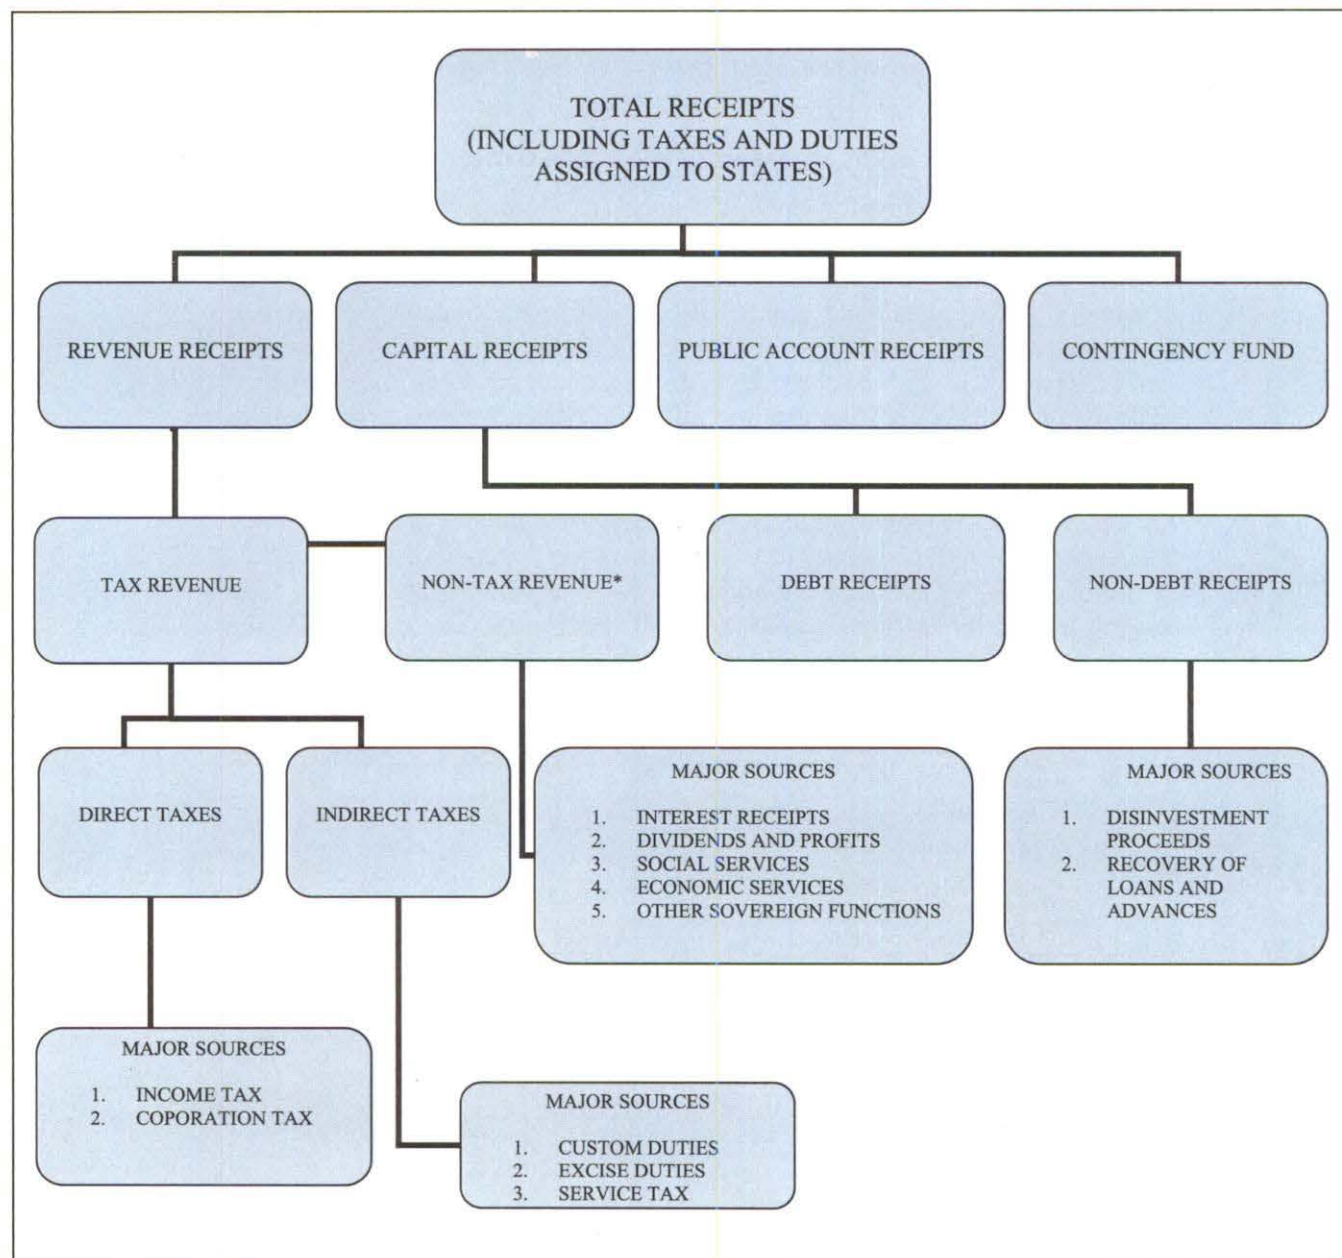 TOTAL RECEIPTS
(INCLUDING TAXES AND DUTIES
ASSIGNED TO STATES)
REVENUE RECEIPTS
CAPITAL RECEIPTS
PUBLIC ACCOUNT RECEIPTS
CONTINGENCY FUND
TAX REVENUE
NON-TAX REVENUE*
DEBT RECEIPTS
NON-DEBT RECEIPTS
DIRECT TAXES
INDIRECT TAXES
MAJOR SOURCES
1. INTEREST RECEIPTS
2. DIVIDENDS AND PROFITS
3. SOCIAL SERVICES
4. ECONOMIC SERVICES
5. OTHER SOVEREIGN FUNCTIONS
MAJOR SOURCES
1. DISINVESTMENT
PROCEEDS
2. RECOVERY OF
LOANS AND
ADVANCES
MAJOR SOURCES
1. INCOME TAX
2. COPORATION TAX
MAJOR SOURCES
1. CUSTOM DUTIES
2. EXCISE DUTIES
3. SERVICE TAX